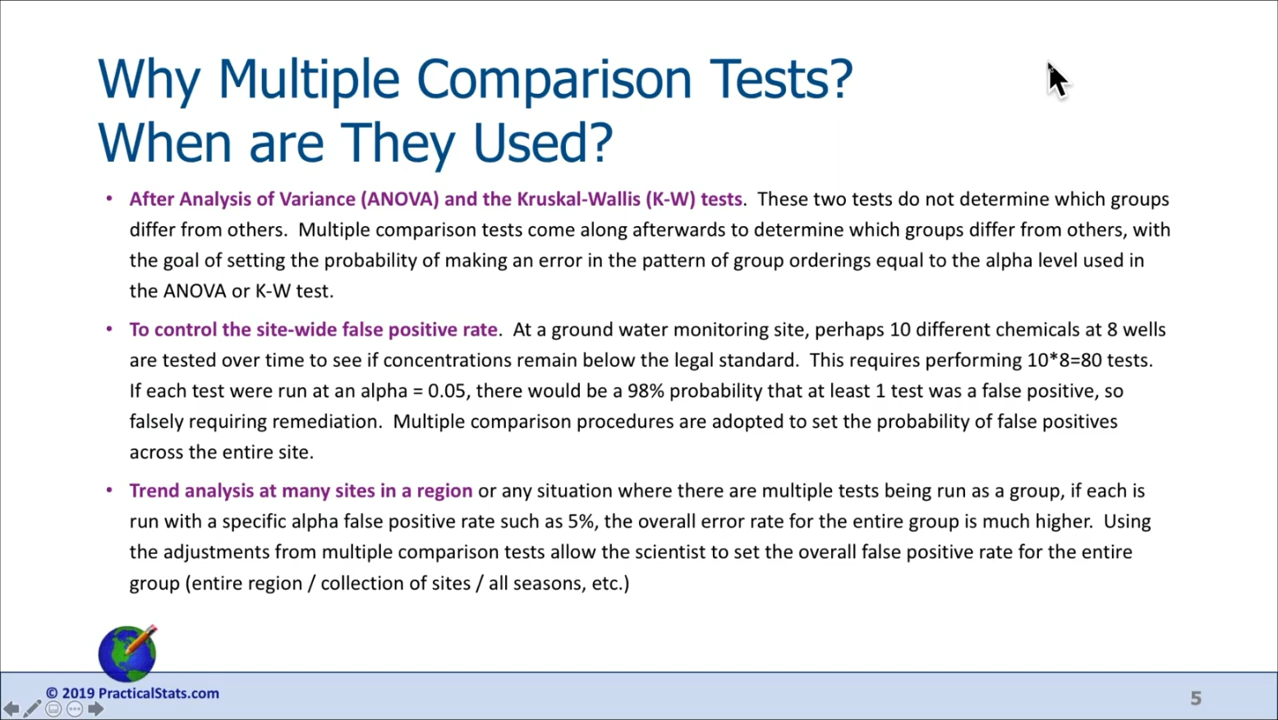 Why Multiple Comparison Tests?
When are They Used?
• After Analysis of Variance (ANOVA) and the Kruskal-Wallis (K-W) tests.  These two tests do not determine which groups
differ from others.  Multiple comparison tests come along afterwards to determine which groups differ from others, with
the goal of setting the probability of making an error in the pattern of group orderings equal to the alpha level used in
the ANOVA or K-W test.
• To control the site-wide false positive rate.  At a ground water monitoring site, perhaps 10 different chemicals at 8 wells
are tested over time to see if concentrations remain below the legal standard.  This requires performing 10*8=80 tests.
If each test were run at an alpha = 0.05, there would be a 98% probability that at least 1 test was a false positive, so
falsely requiring remediation.  Multiple comparison procedures are adopted to set the probability of false positives
across the entire site.
• Trend analysis at many sites in a region or any situation where there are multiple tests being run as a group, if each is
run with a specific alpha false positive rate such as 5%, the overall error rate for the entire group is much higher.  Using
the adjustments from multiple comparison tests allow the scientist to set the overall false positive rate for the entire
group (entire region / collection of sites / all seasons, etc.)
© 2019 PracticalStats.com
5